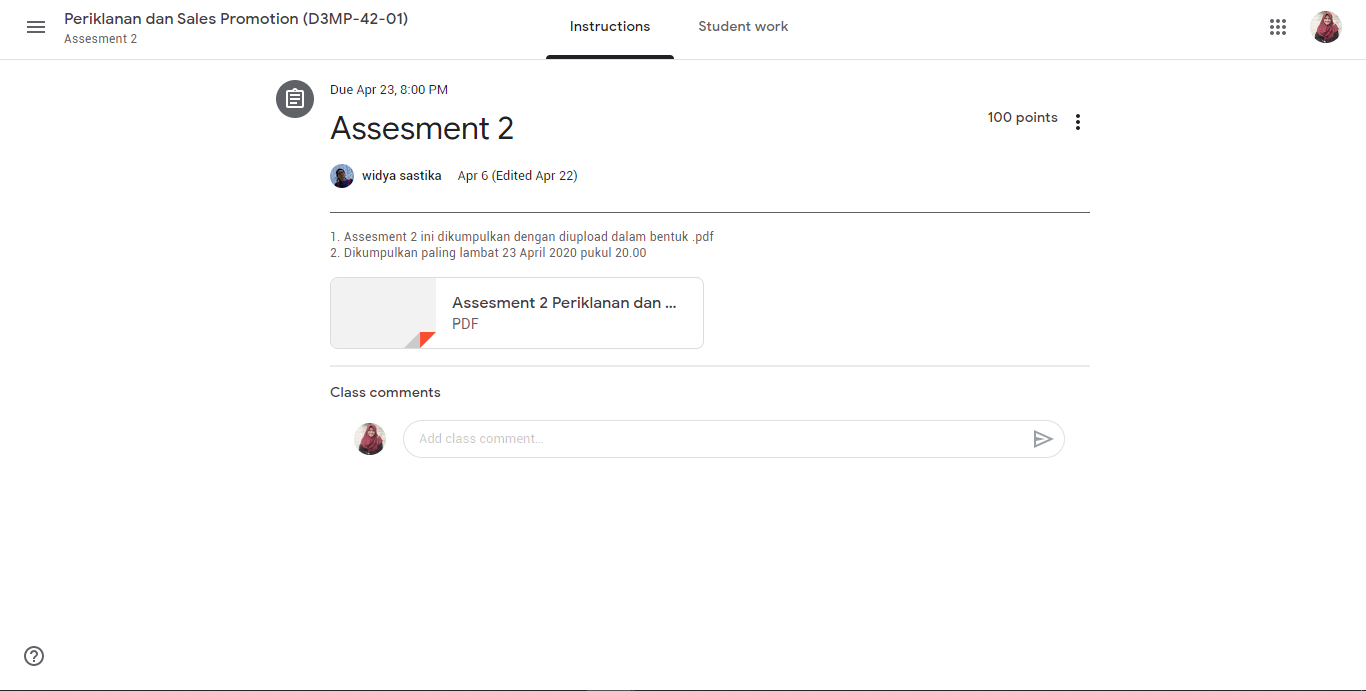 Periklanan dan Sales Promotion (D3MP-42-01)
Assesment 2
Instructions
Student work
Due Apr 23, 8:00 PM
Assesment 2
100 points
widya sastika Apr 6 (Edited Apr 22)
1. Assesment 2 ini dikumpulkan dengan diupload dalam bentuk .pdf
2. Dikumpulkan paling lambat 23 April 2020 pukul 20.00
Assesment 2 Periklanan dan ...
PDF
Class comments
Add class comment...